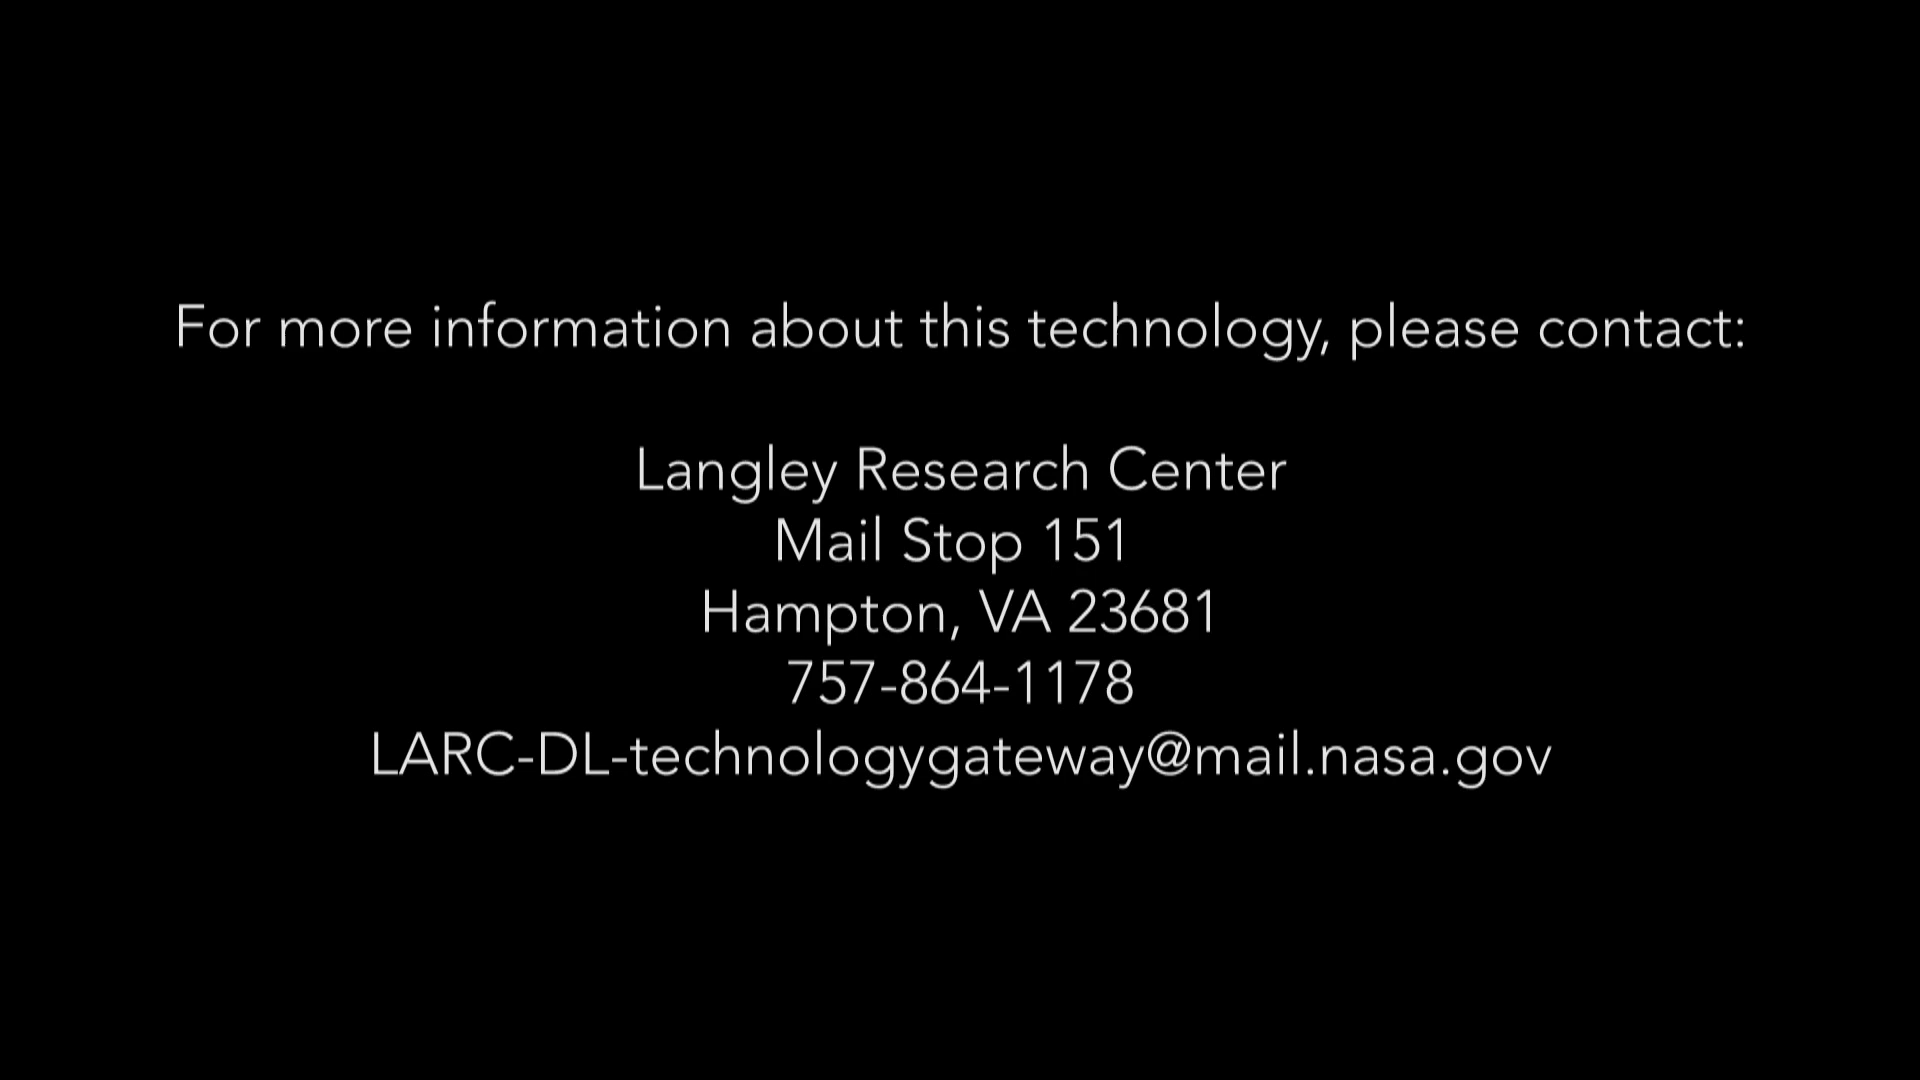 For more information about this technology, please contact:
Langley Research Center
Mail Stop 151
Hampton, VA 23681
757-864-1178
LARC-DL-technologygateway@mail.nasa.gov